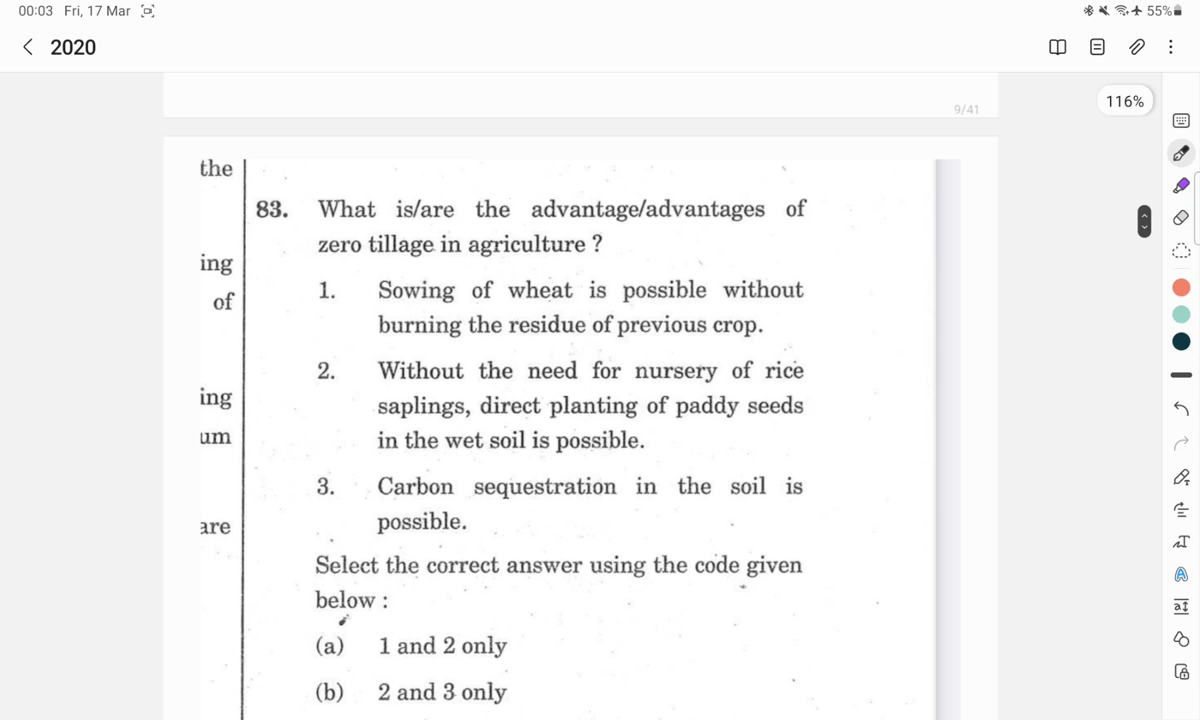 00:03 Fri, 17 Mar
55%
2020
116%
9/41
the
83. What is/are the advantage/advantages of
zero tillage in agriculture ?
ing
1. Sowing of wheat is possible without
of
burning the residue of previous crop.
2. Without the need for nursery of rice
ing
saplings, direct planting of paddy seeds
um
in the wet soil is possible.
3. Carbon sequestration in the soil is
are
possible.
Select the correct answer using the code given
below :
(a) 1 and 2 only
(b) 2 and 3 only